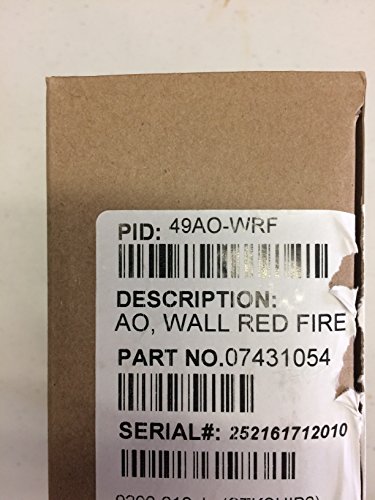 PID: 49AO-WRF
DESCRIPTION:
AO, WALL RED FIRE
PART NO.07431054
SERIAL#: 252161712010